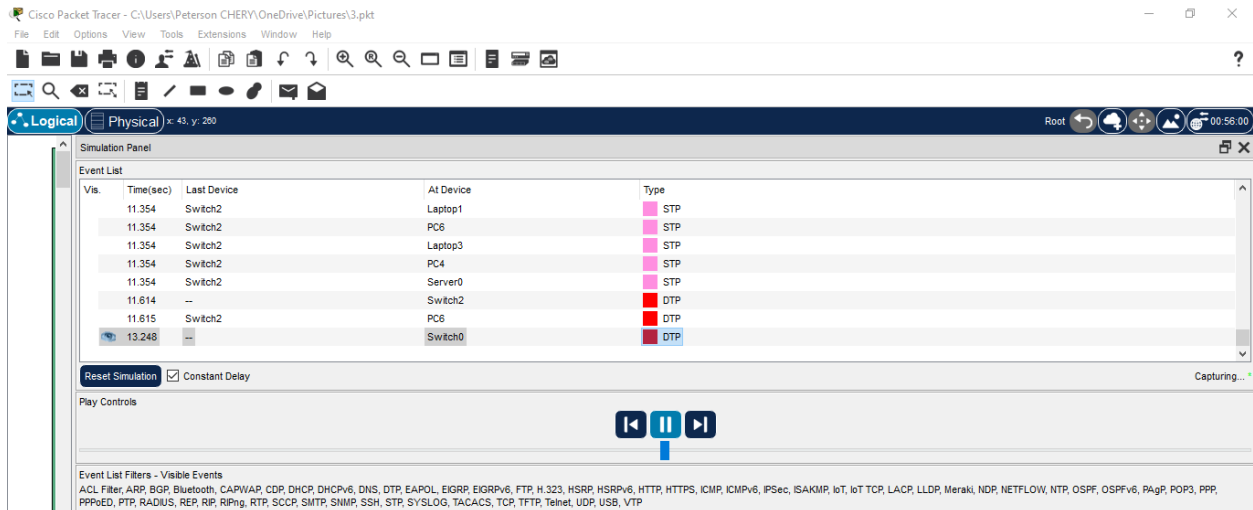 Cisco Packet Tracer - C:\Users\Peterson CHERY\OneDrive\Pictures\3.pkt
File Edit Options View Tools Extensions Window Help
?
Logical Physical x: 43, y: 260 Root 00:56:00
Simulation Panel
Event List
Vis. Time(sec) Last Device At Device Type
11.354 Switch2 Laptop1 STP
11.354 Switch2 PC6 STP
11.354 Switch2 Laptop3 STP
11.354 Switch2 PC4 STP
11.354 Switch2 Server0 STP
11.614 -- Switch2 DTP
11.615 Switch2 PC6 DTP
13.248 -- Switch0 DTP
Reset Simulation Constant Delay Capturing... *
Play Controls
Event List Filters - Visible Events
ACL Filter, ARP, BGP, Bluetooth, CAPWAP, CDP, DHCP, DHCPv6, DNS, DTP, EAPOL, EIGRP, EIGRPv6, FTP, H.323, HSRP, HSRPv6, HTTP, HTTPS, ICMP, ICMPv6, IPSec, ISAKMP, IoT, IoT TCP, LACP, LLDP, Meraki, NDP, NETFLOW, NTP, OSPF, OSPFv6, PAgP, POP3, PPP,
PPPoED, PTP, RADIUS, REP, RIP, RIPng, RTP, SCCP, SMTP, SNMP, SSH, STP, SYSLOG, TACACS, TCP, TFTP, Telnet, UDP, USB, VTP